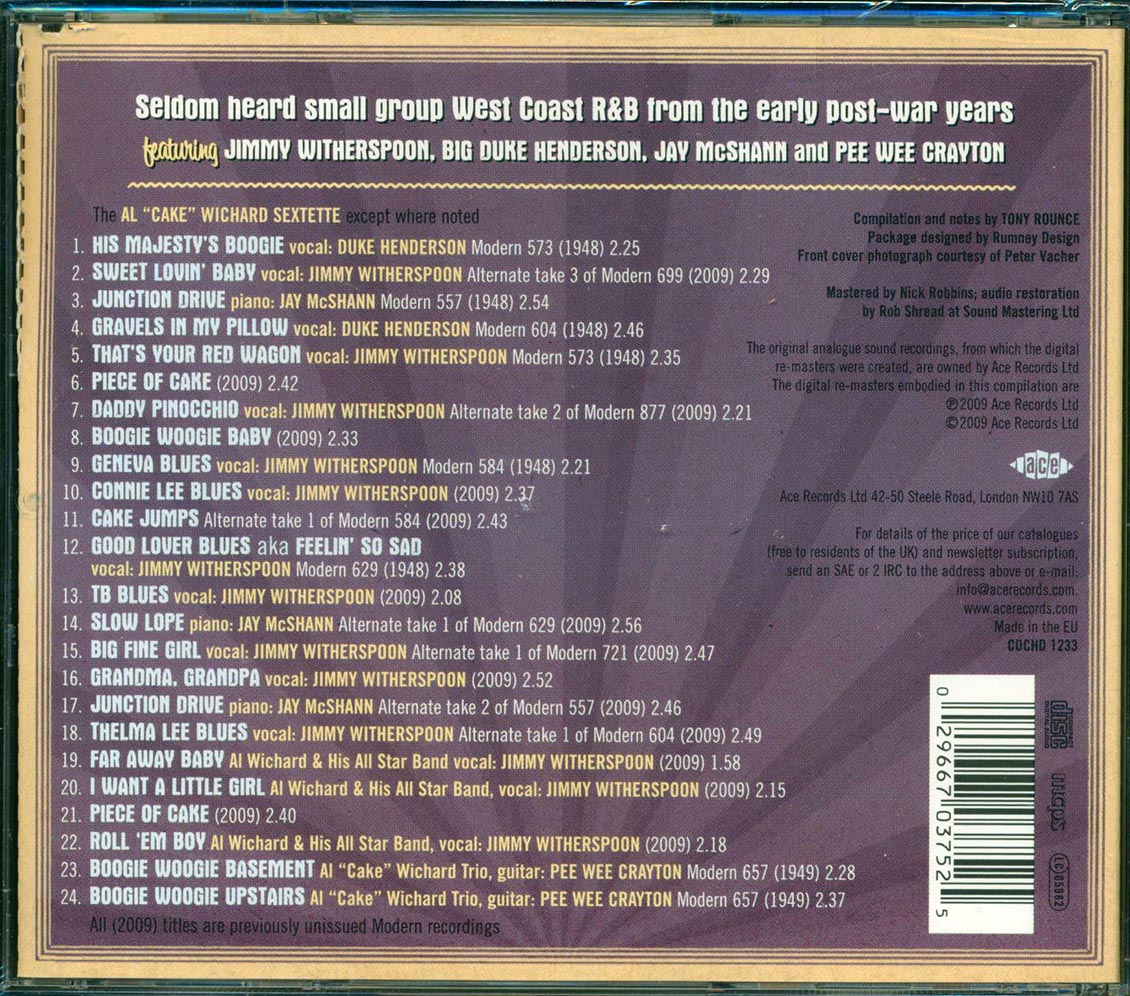 Seldom heard small group West Coast R&B from the early post-war years
featuring JIMMY WITHERSPOON, BIG DUKE HENDERSON, JAY McSHANN and PEE WEE CRAYTON
The AL “CAKE” WICHARD SEXTETTE except where noted
1. HIS MAJESTY'S BOOGIE vocal: DUKE HENDERSON Modern 573 (1948) 2.25
2. SWEET LOVIN' BABY vocal: JIMMY WITHERSPOON Alternate take 3 of Modern 699 (2009) 2.29
3. JUNCTION DRIVE piano: JAY McSHANN Modern 557 (1948) 2.54
4. GRAVELS IN MY PILLOW vocal: DUKE HENDERSON Modern 604 (1948) 2.46
5. THAT'S YOUR RED WAGON vocal: JIMMY WITHERSPOON Modern 573 (1948) 2.35
6. PIECE OF CAKE (2009) 2.42
7. DADDY PINOCCHIO vocal: JIMMY WITHERSPOON Alternate take 2 of Modern 877 (2009) 2.21
8. BOOGIE WOOGIE BABY (2009) 2.33
9. GENEVA BLUES vocal: JIMMY WITHERSPOON Modern 584 (1948) 2.21
10. CONNIE LEE BLUES vocal: JIMMY WITHERSPOON (2009) 2.37
11. CAKE JUMPS Alternate take 1 of Modern 584 (2009) 2.43
12. GOOD LOVER BLUES aka FEELIN' SO SAD
vocal: JIMMY WITHERSPOON Modern 629 (1948) 2.38
13. TB BLUES vocal: JIMMY WITHERSPOON (2009) 2.08
14. SLOW LOPE piano: JAY McSHANN Alternate take 1 of Modern 629 (2009) 2.56
15. BIG FINE GIRL vocal: JIMMY WITHERSPOON Alternate take 1 of Modern 721 (2009) 2.47
16. GRANDMA, GRANDPA vocal: JIMMY WITHERSPOON (2009) 2.52
17. JUNCTION DRIVE piano: JAY McSHANN Alternate take 2 of Modern 557 (2009) 2.46
18. THELMA LEE BLUES vocal: JIMMY WITHERSPOON Alternate take 1 of Modern 604 (2009) 2.49
19. FAR AWAY BABY Al Wichard & His All Star Band vocal: JIMMY WITHERSPOON (2009) 1.58
20. I WANT A LITTLE GIRL Al Wichard & His All Star Band, vocal: JIMMY WITHERSPOON (2009) 2.15
21. PIECE OF CAKE (2009) 2.40
22. ROLL 'EM BOY Al Wichard & His All Star Band, vocal: JIMMY WITHERSPOON (2009) 2.18
23. BOOGIE WOOGIE BASEMENT Al “Cake” Wichard Trio, guitar: PEE WEE CRAYTON Modern 657 (1949) 2.28
24. BOOGIE WOOGIE UPSTAIRS Al “Cake” Wichard Trio, guitar: PEE WEE CRAYTON Modern 657 (1949) 2.37
All (2009) titles are previously unissued Modern recordings
Compilation and notes by TONY ROUNCE
Package designed by Rumney Design
Front cover photograph courtesy of Peter Vacher
Mastered by Nick Robbins; audio restoration
by Rob Shread at Sound Mastering Ltd
The original analogue sound recordings, from which the digital
re-masters were created, are owned by Ace Records Ltd
The digital re-masters embodied in this compilation are
℗2009 Ace Records Ltd
©2009 Ace Records Ltd
ace
Ace Records Ltd 42-50 Steele Road, London NW10 7AS
For details of the price of our catalogues
(free to residents of the UK) and newsletter subscription,
send an SAE or 2 IRC to the address above or e-mail:
info@acerecords.com.
www.acerecords.com
Made in the EU
CDCHD 1233
0 29667 03752 5
COMPACT
disc
DIGITAL AUDIO
mcps
LC 05982